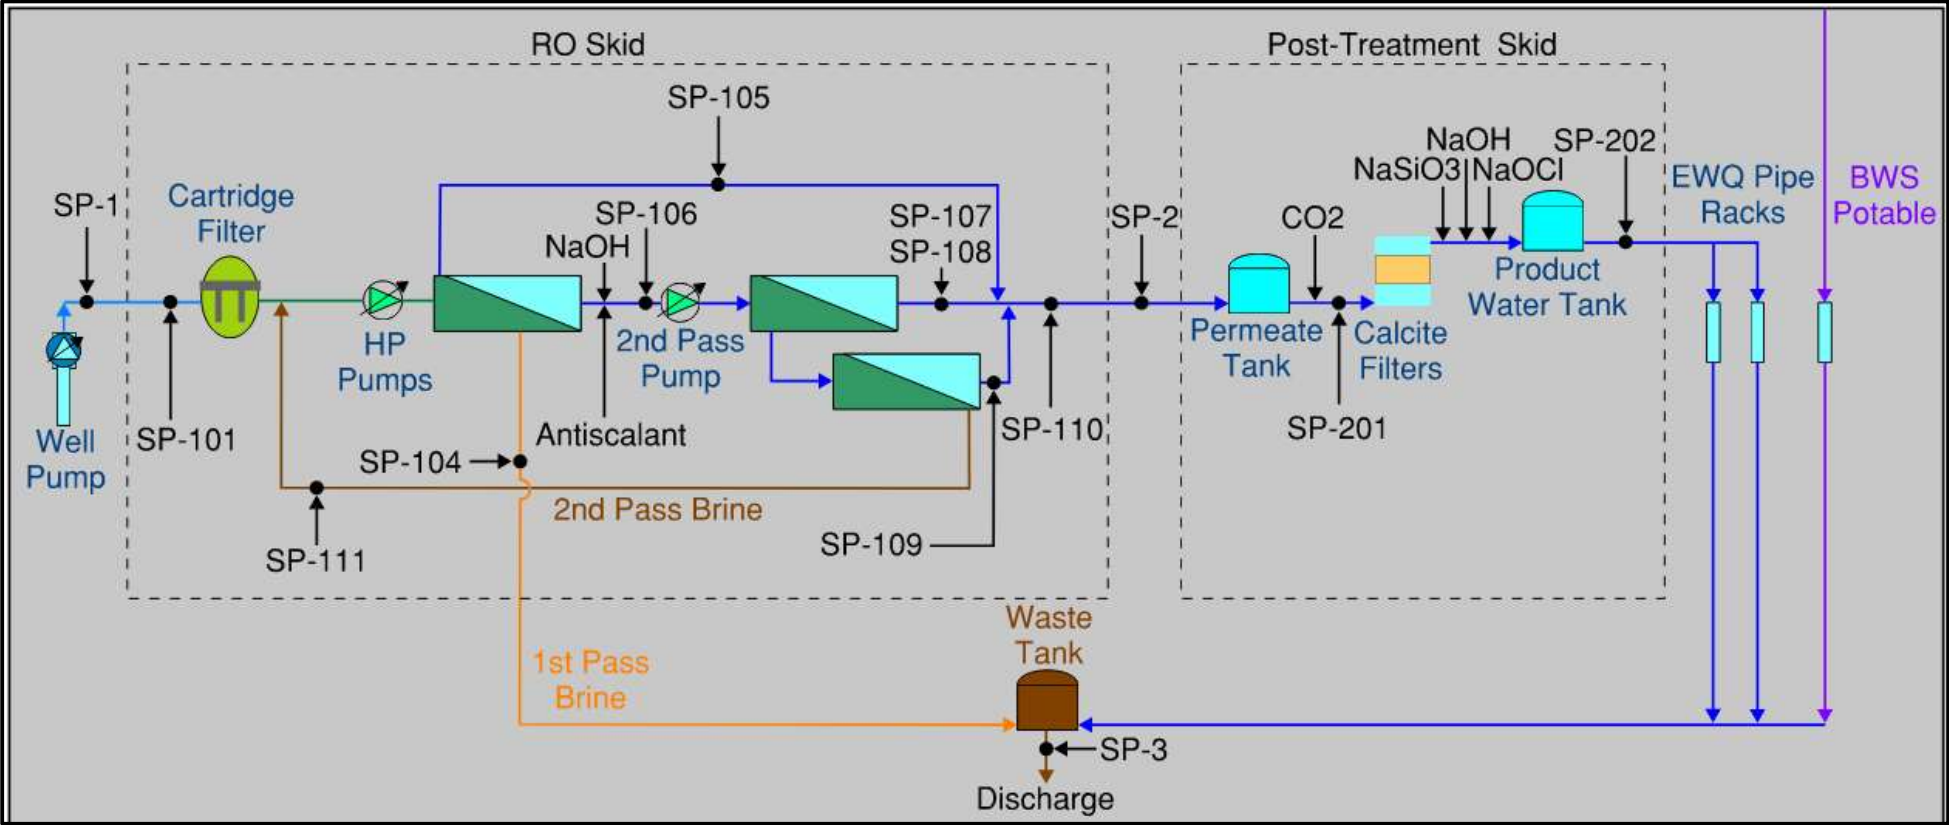 RO Skid
Post-Treatment Skid
SP-105
NaOH
SP-202
NaSiO3
NaOCl
Cartridge
Filter
SP-1
SP-106
NaOH
SP-107
SP-108
SP-2
CO2
EWQ Pipe
Racks
BWS
Potable
Product
Water Tank
HP
Pumps
2nd Pass
Pump
Permeate
Tank
Calcite
Filters
Well
Pump
SP-101
Antiscalant
SP-104
SP-110
SP-201
2nd Pass Brine
SP-109
SP-111
Waste
Tank
1st Pass
Brine
SP-3
Discharge